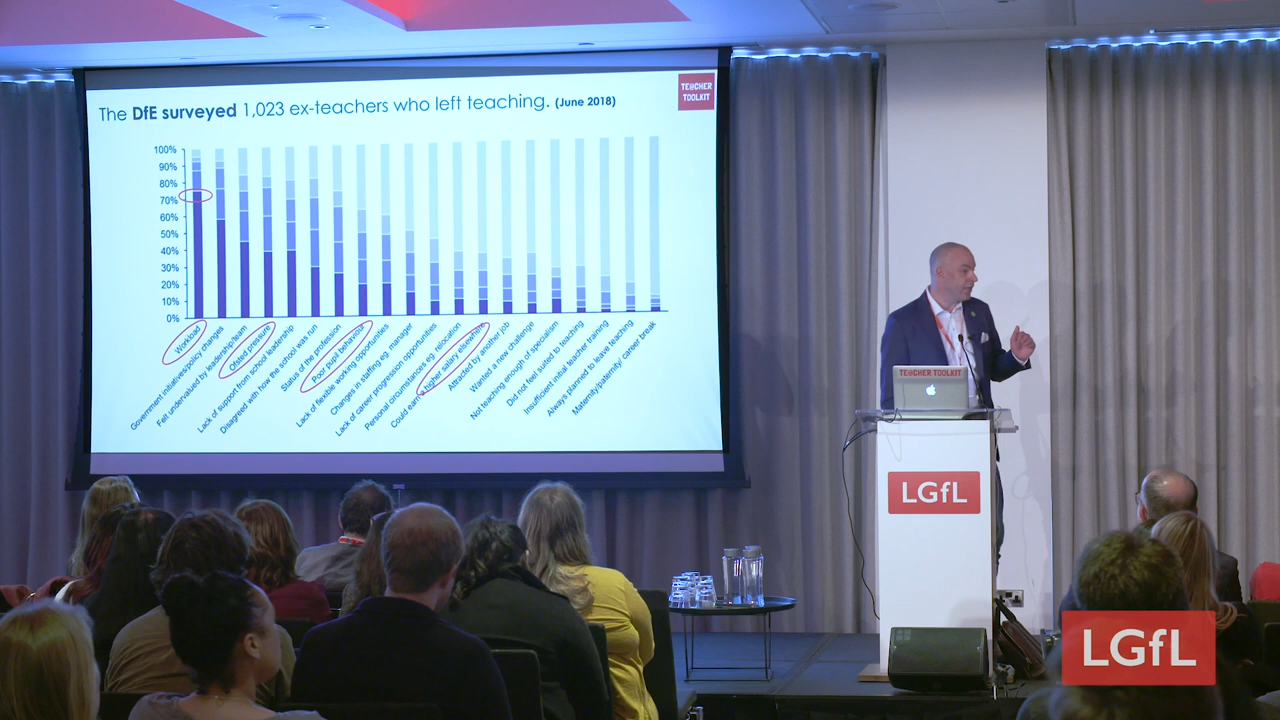 The DfE surveyed 1,023 ex-teachers who left teaching. (June 2018)
TE@CHER
TOOLKIT
100%
90%
80%
70%
60%
50%
40%
30%
20%
10%
0%
Workload
Government initiatives/policy changes
Felt undervalued by leadership/team
Ofsted pressure
Lack of support from school leadership
Disagreed with how the school was run
Status of the profession
Poor pupil behaviour
Lack of flexible working opportunities
Changes in staffing eg. manager
Lack of career progression opportunities
Personal circumstances eg. relocation
Could earn a higher salary elsewhere
Attracted by another job
Wanted a new challenge
Not teaching enough of specialism
Did not feel suited to teaching
Insufficient initial teacher training
Always planned to leave teaching
Maternity/paternity/ career break
TE@CHER TOOLKIT
LGfL
LGfL